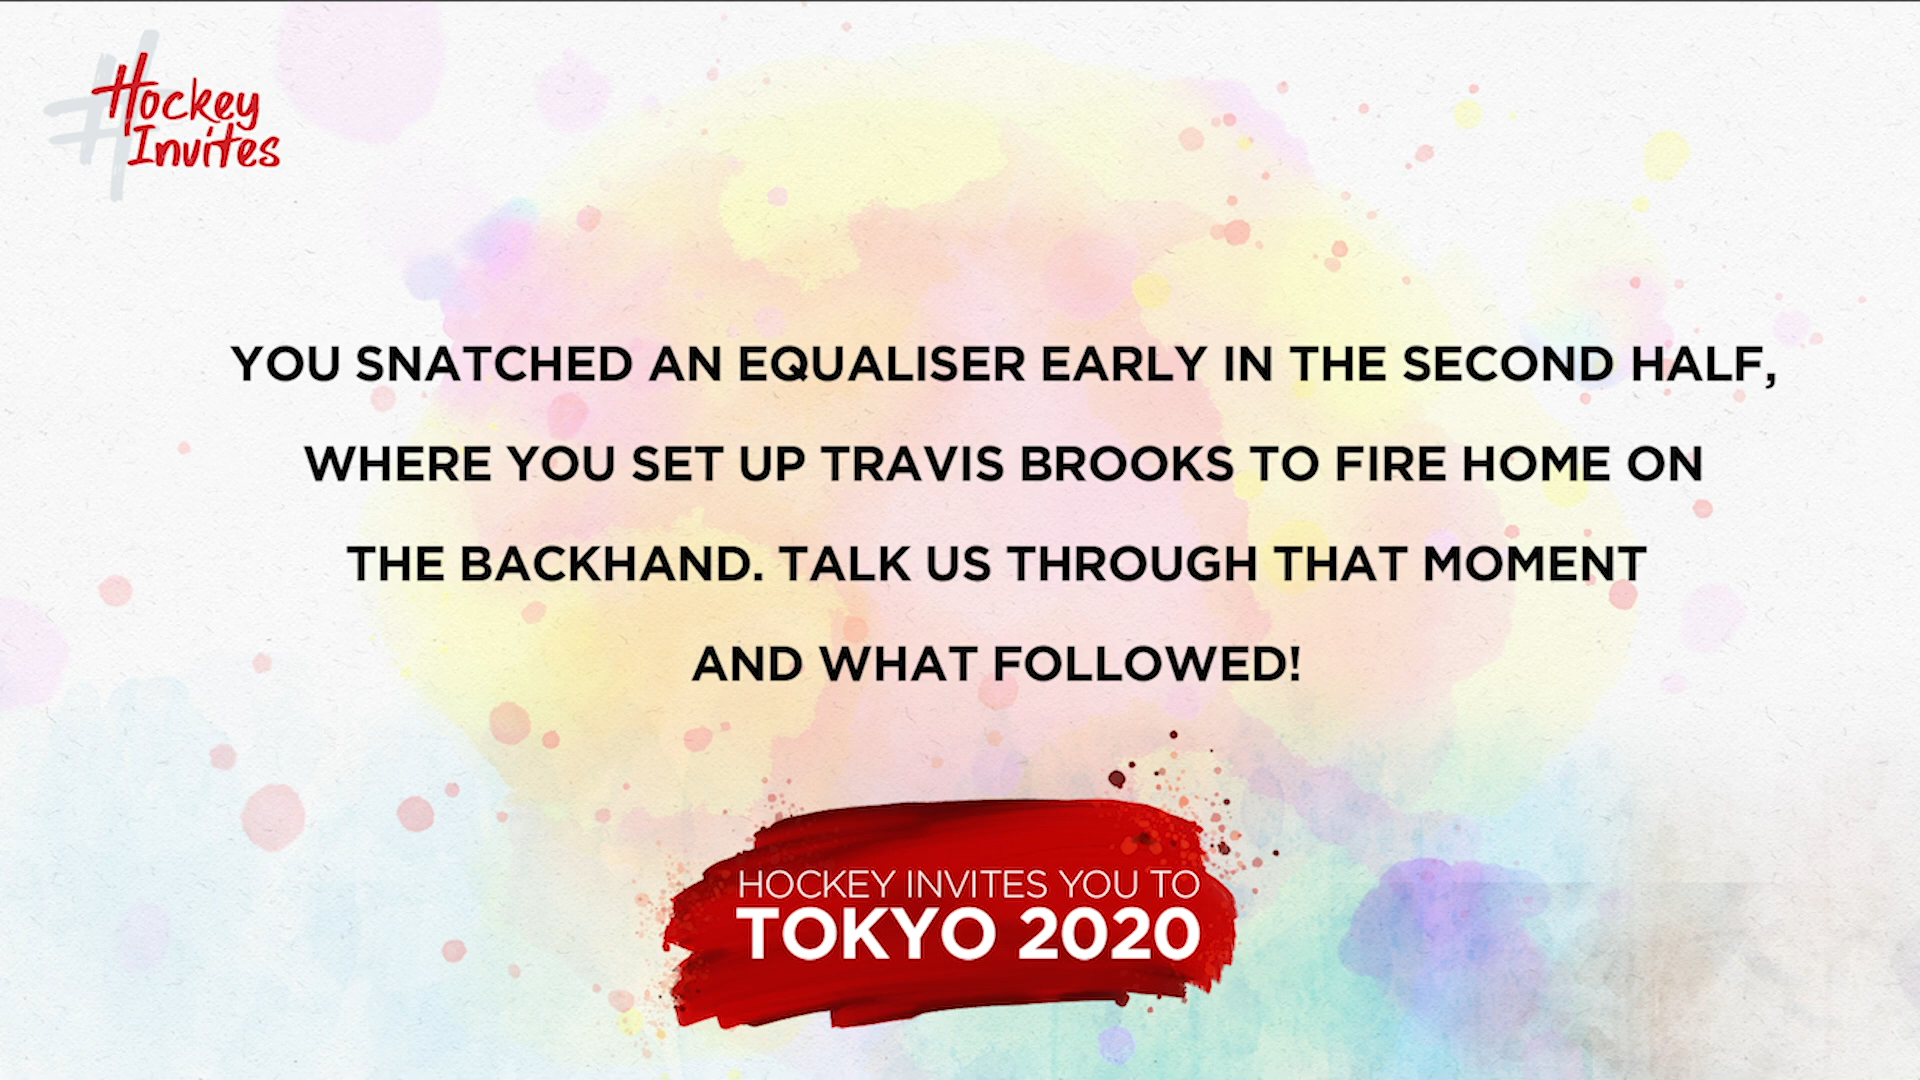 #Hockey
Invites
YOU SNATCHED AN EQUALISER EARLY IN THE SECOND HALF,
WHERE YOU SET UP TRAVIS BROOKS TO FIRE HOME ON
THE BACKHAND. TALK US THROUGH THAT MOMENT
AND WHAT FOLLOWED!
HOCKEY INVITES YOU TO
TOKYO 2020